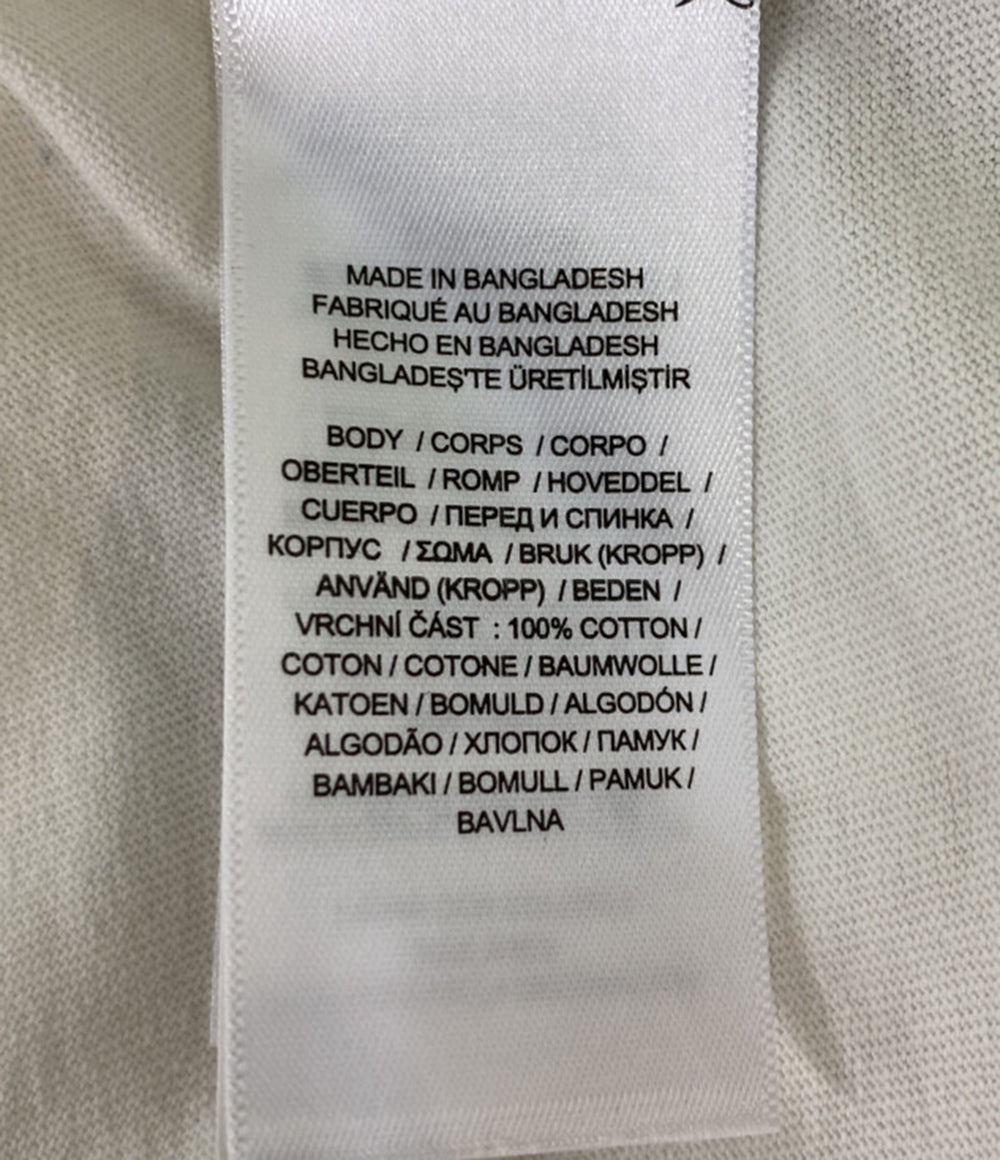 MADE IN BANGLADESH
FABRIQUÉ AU BANGLADESH
HECHO EN BANGLADESH
BANGLADEŞ'TE ÜRETİLMİŞTİR
BODY / CORPS / CORPO /
OBERTEIL / ROMP / HOVEDDEL /
CUERPO / ПЕРЕД И СПИНКА /
КОРПУС / ΣΩΜΑ / BRUK (KROPP) /
ANVÄND (KROPP) / BEDEN /
VRCHNÍ ČÁST : 100% COTTON /
COTON / COTONE / BAUMWOLLE /
KATOEN / BOMULD / ALGODÓN /
ALGODÃO / ХЛОПОК / ПАМУК /
BAMBAKI / BOMULL / PAMUK /
BAVLNA